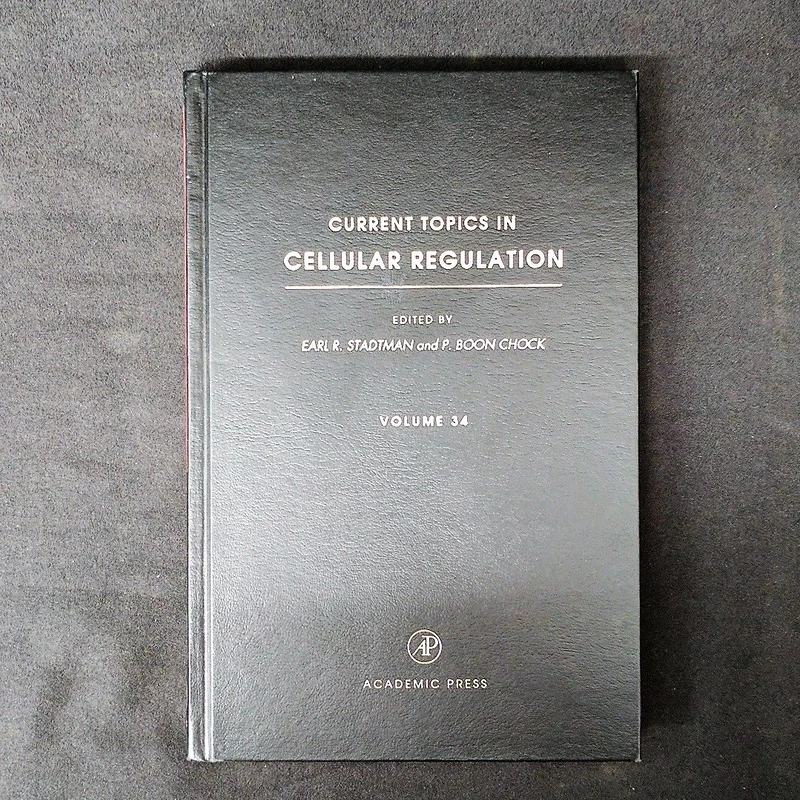 CURRENT TOPICS IN
CELLULAR REGULATION
EDITED BY
EARL R. STADTMAN and P. BOON CHOCK
VOLUME 34
AP
ACADEMIC PRESS